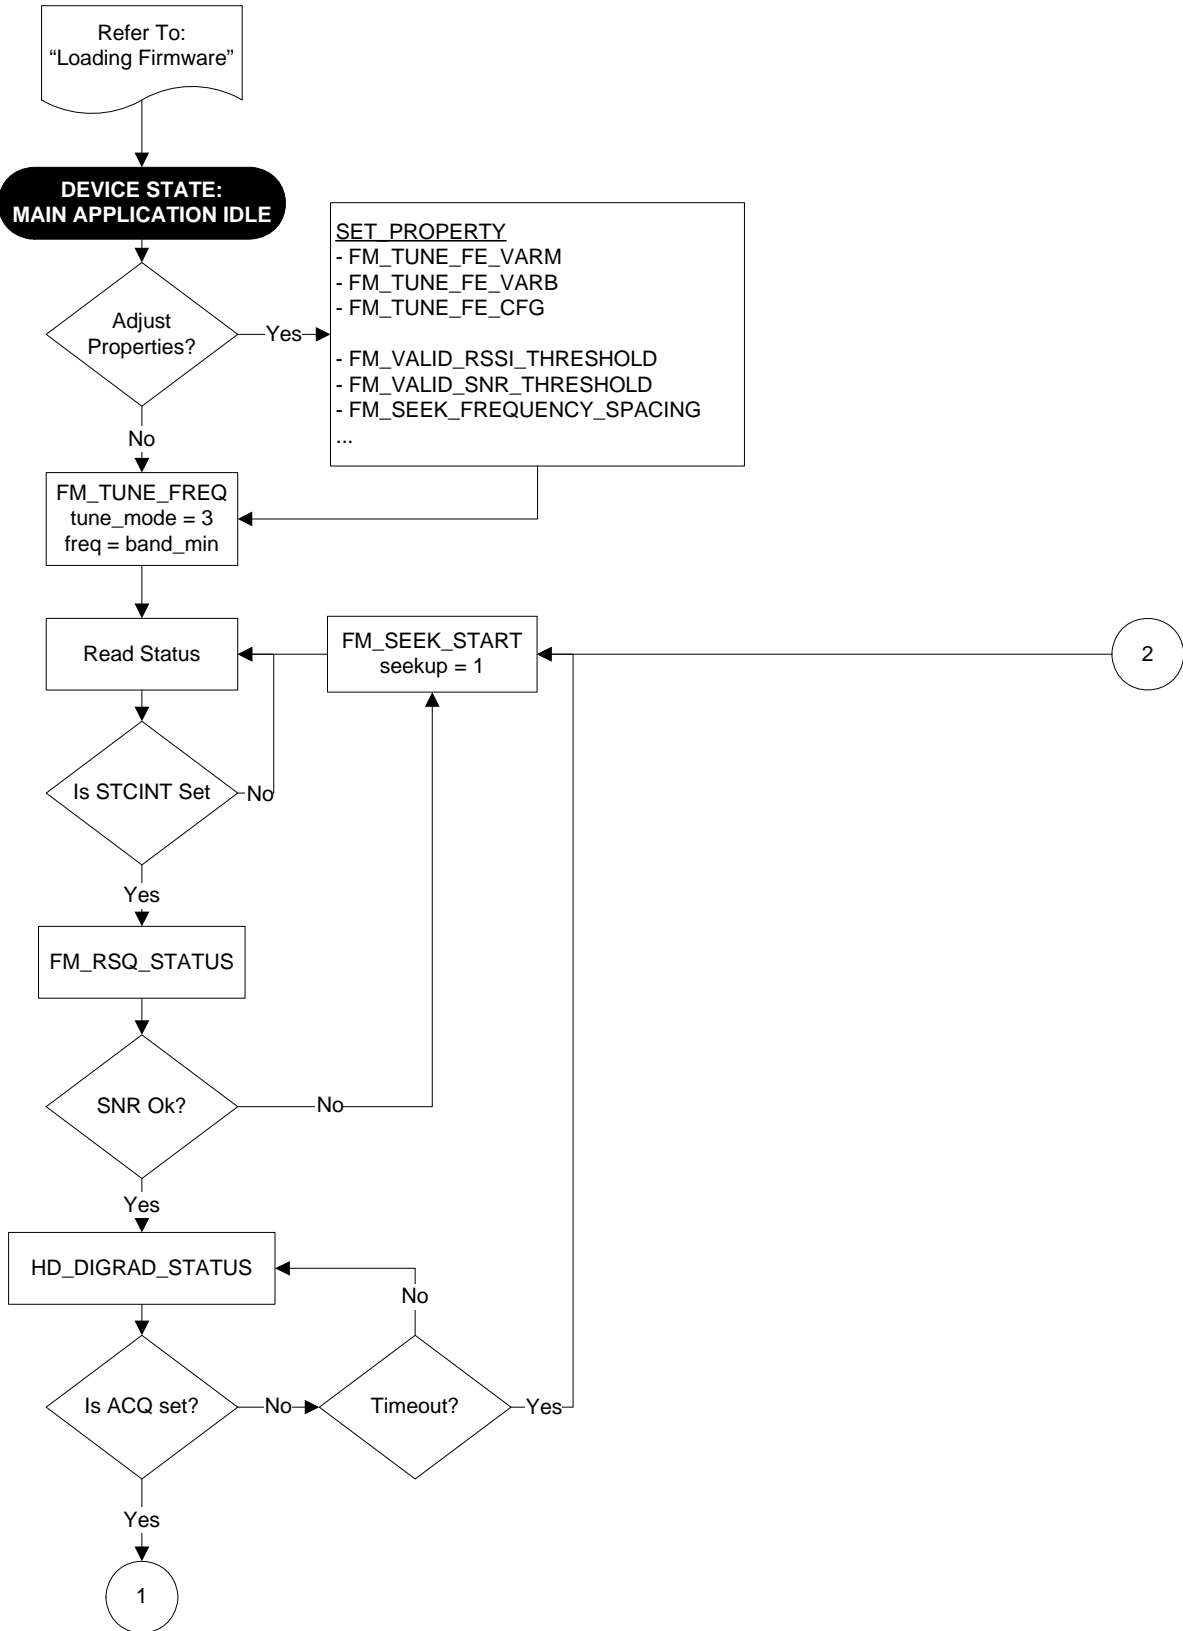 Refer To:
“Loading Firmware”
DEVICE STATE:
MAIN APPLICATION IDLE
SET_PROPERTY
- FM_TUNE_FE_VARM
- FM_TUNE_FE_VARB
- FM_TUNE_FE_CFG
- FM_VALID_RSSI_THRESHOLD
- FM_VALID_SNR_THRESHOLD
- FM_SEEK_FREQUENCY_SPACING
...
Adjust
Properties?
Yes
No
FM_TUNE_FREQ
tune_mode = 3
freq = band_min
Read Status
FM_SEEK_START
seekup = 1
2
Is STCINT Set
No
Yes
FM_RSQ_STATUS
SNR Ok?
No
Yes
HD_DIGRAD_STATUS
No
Is ACQ set?
No
Timeout?
Yes
Yes
1